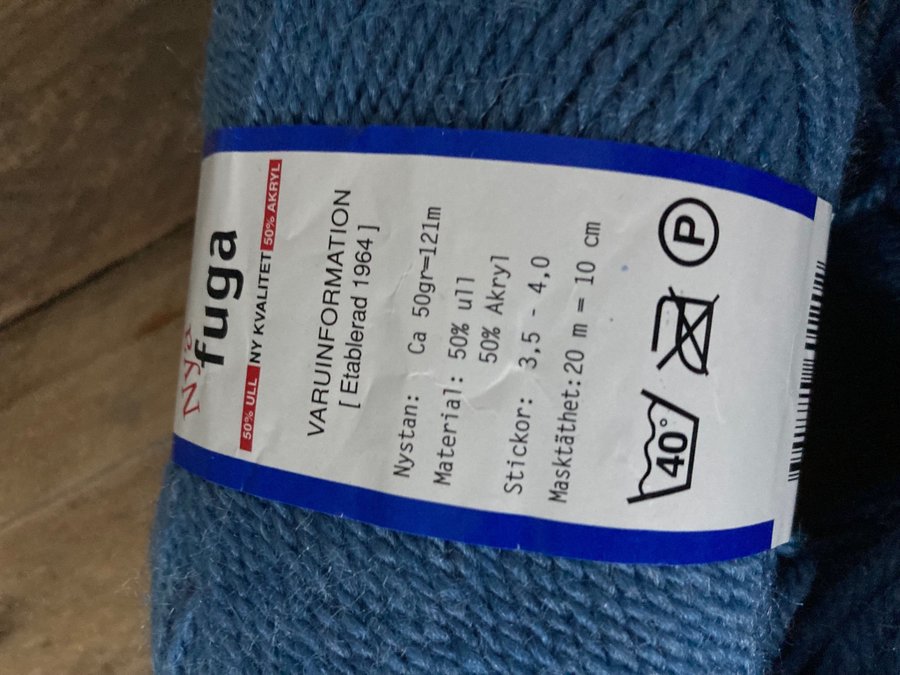 Nya
fuga
50% ULL NY KVALITET 50% AKRYL
VARUINFORMATION
[ Etablerad 1964 ]
Nystan: Ca 50gr=121m
Material: 50% ull
50% Akryl
Stickor: 3,5 - 4,0
Masktäthet:20 m = 10 cm
40° P